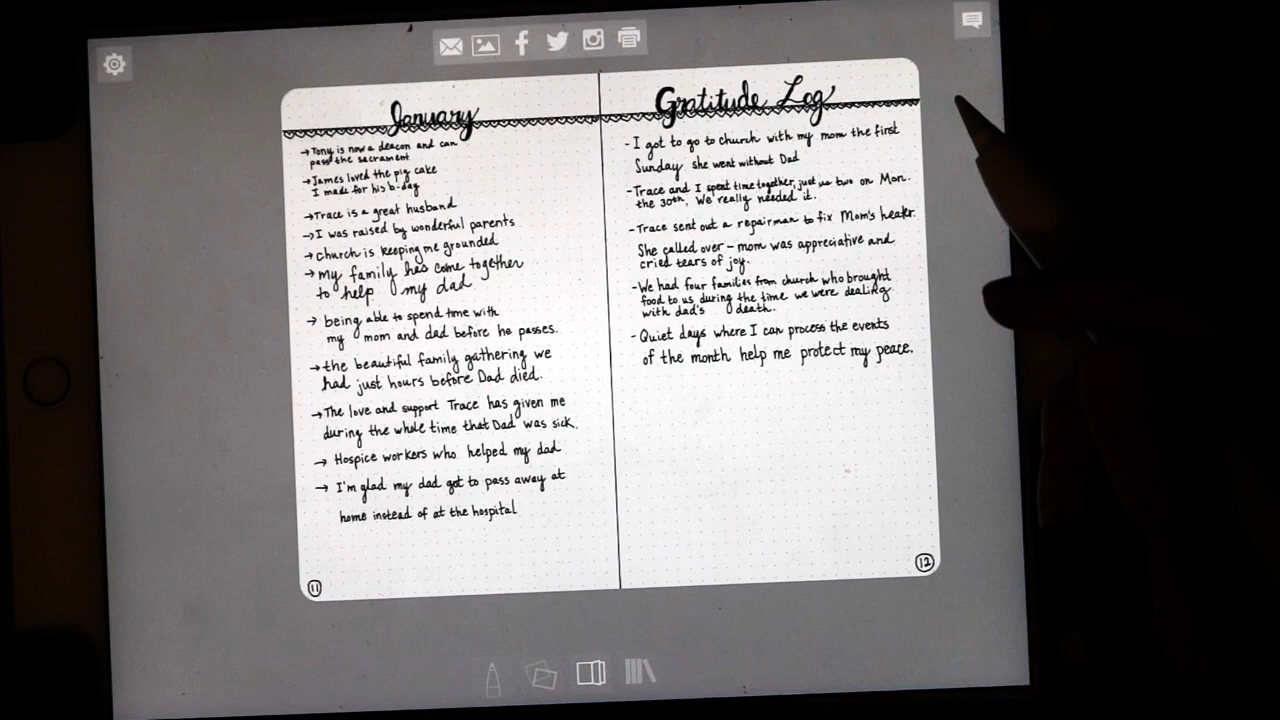 January
→ Tony is now a deacon and can
pass the sacrament
→ James loved the pig cake
I made for his b-day
→ Trace is a great husband
→ I was raised by wonderful parents
→ church is keeping me grounded
→ my family has come together
to help my dad
→ being able to spend time with
my mom and dad before he passes.
→ the beautiful family gathering we
had just hours before Dad died.
→ The love and support Trace has given me
during the whole time that Dad was sick.
→ Hospice workers who helped my dad
→ I'm glad my dad got to pass away at
home instead of at the hospital
11
Gratitude Log
- I got to go to church with my mom the first
Sunday she went without Dad
- Trace and I spent time together, just us two on Mon.
the 30th. We really needed it.
- Trace sent out a repairman to fix Mom's heater.
She called over - mom was appreciative and
cried tears of joy.
- We had four families from church who brought
food to us during the time we were dealing
with dad's death.
- Quiet days where I can process the events
of the month help me protect my peace.
12